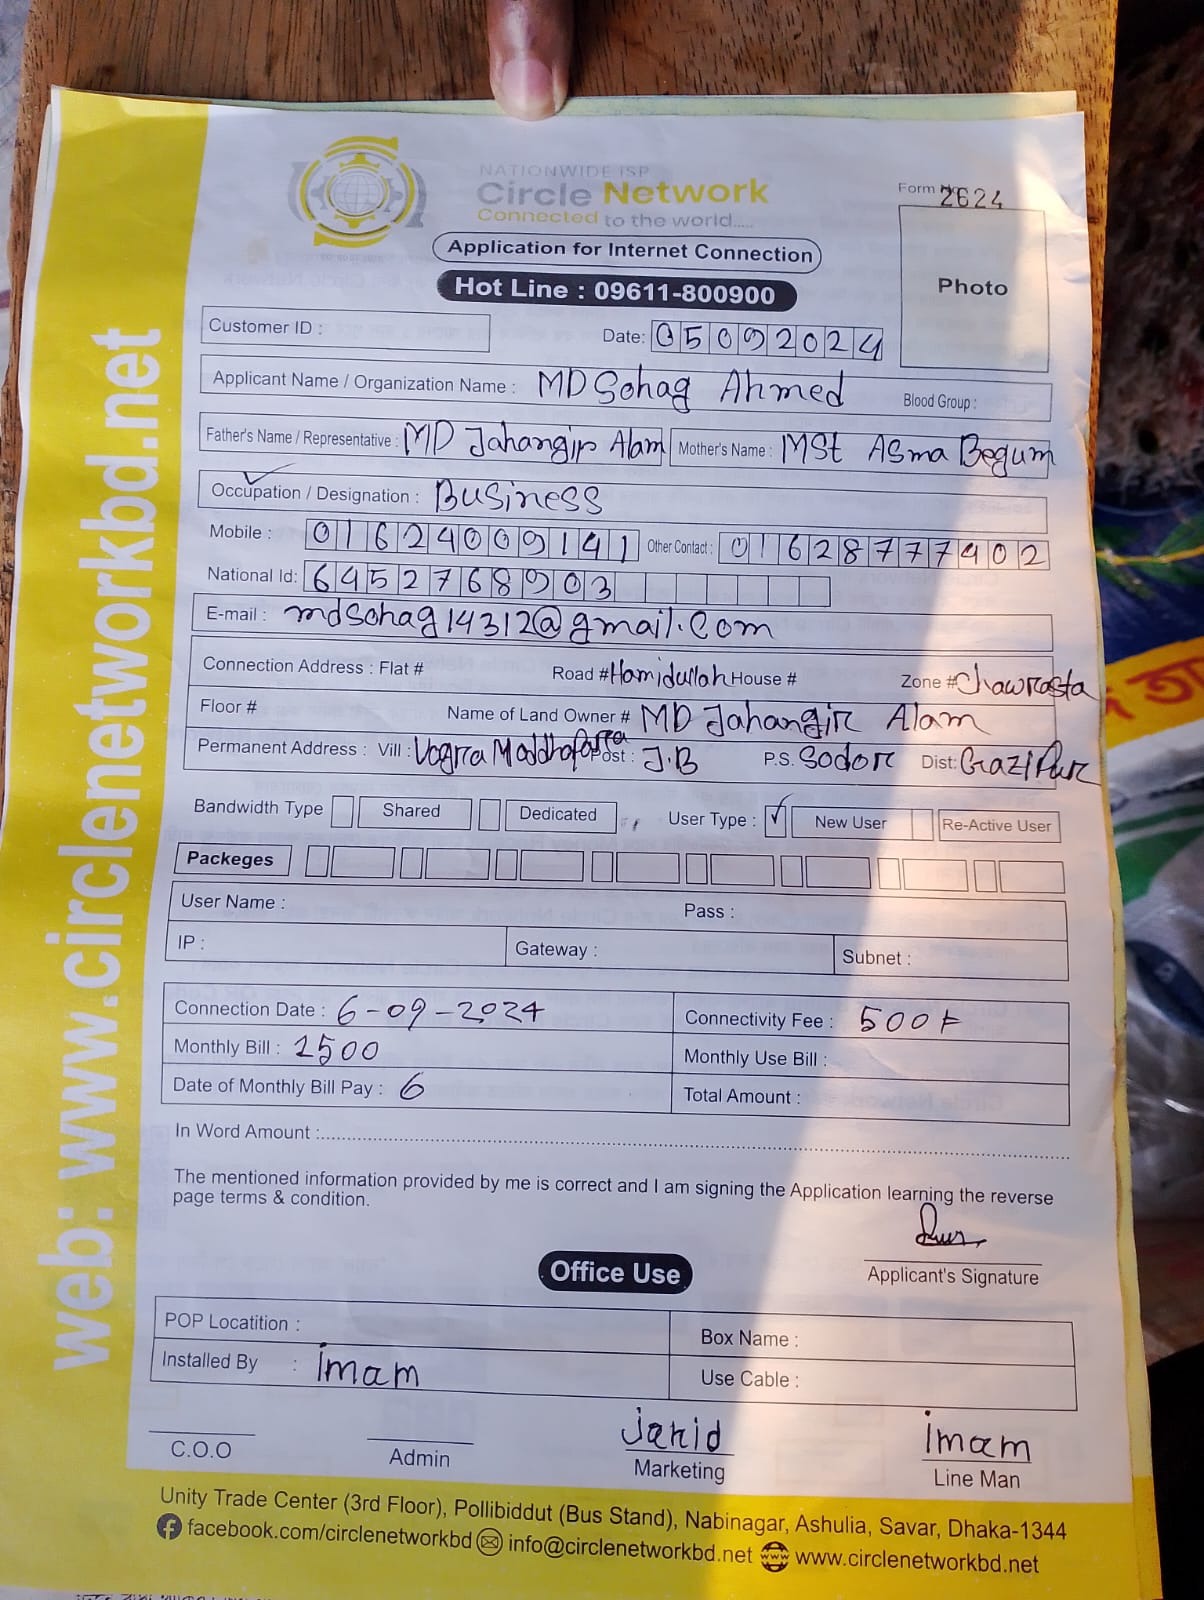 NATIONWIDE ISP
Circle Network
Connected to the world.....
Form No 2624
Application for Internet Connection
Hot Line : 09611-800900
Photo
Customer ID :
Date: 05092024
Applicant Name / Organization Name : MD Sohag Ahmed Blood Group :
Father's Name / Representative : MD Jahangir Alam Mother's Name : MSt Asma Begum
Occupation / Designation : Business
Mobile : 01624009141 Other Contact : 01628777402
National Id: 6452768903
E-mail : mdsohag14312@gmail.com
Connection Address : Flat # Road # Hamidullah House # Zone # Chawrasta
Floor # Name of Land Owner # MD Jahangir Alam
Permanent Address : Vill : Vogra Post : J.B P.S. Sodor Dist: Gazipur
Bandwidth Type Shared Dedicated User Type : ✓ New User Re-Active User
Packeges
User Name : Pass :
IP : Gateway : Subnet :
Connection Date : 6-09-2024 Connectivity Fee : 500৳
Monthly Bill : 1500 Monthly Use Bill :
Date of Monthly Bill Pay : 6 Total Amount :
In Word Amount :
The mentioned information provided by me is correct and I am signing the Application learning the reverse
page terms & condition.
Applicant's Signature
Office Use
POP Locatition : Box Name :
Installed By : imam Use Cable :
jahid imam
C.O.O Admin Marketing Line Man
Unity Trade Center (3rd Floor), Pollibiddut (Bus Stand), Nabinagar, Ashulia, Savar, Dhaka-1344
facebook.com/circlenetworkbd info@circlenetworkbd.net www.circlenetworkbd.net
web: www.circlenetworkbd.net